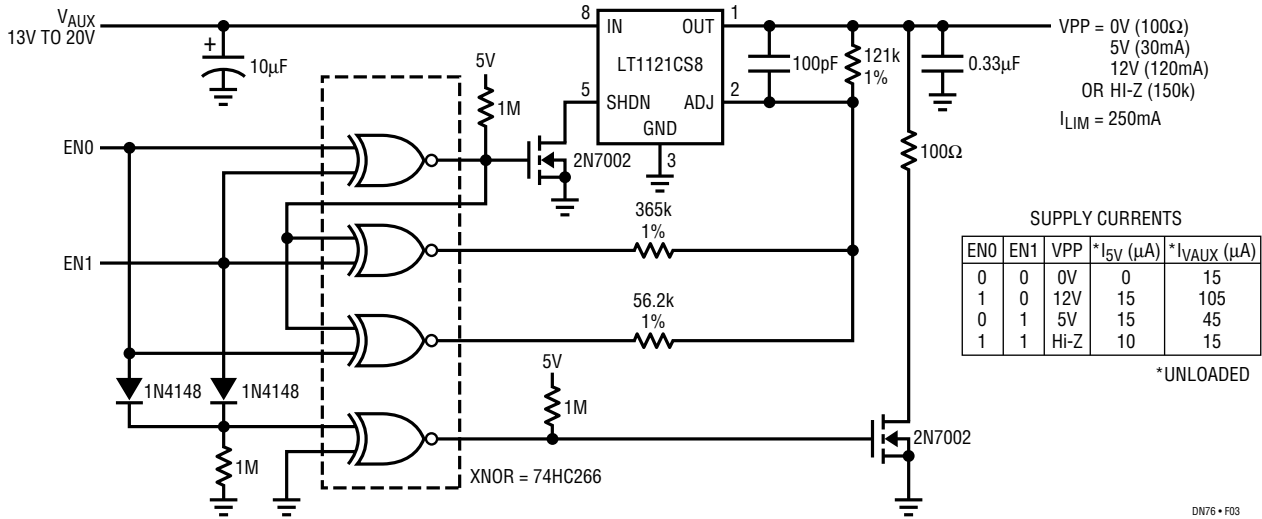 VAUX
13V TO 20V
+
10µF
8
IN
OUT
1
LT1121CS8
5
SHDN
ADJ
2
GND
3
100pF
121k
1%
0.33µF
VPP = 0V (100Ω)
5V (30mA)
12V (120mA)
OR HI-Z (150k)
ILIM = 250mA
5V
1M
EN0
2N7002
100Ω
365k
1%
EN1
56.2k
1%
1N4148
1N4148
5V
1M
2N7002
1M
XNOR = 74HC266
SUPPLY CURRENTS
EN0 EN1 VPP *I5V (µA) *IVAUX (µA)
0 0 0V 0 15
1 0 12V 15 105
0 1 5V 15 45
1 1 Hi-Z 10 15
*UNLOADED
DN76 • F03